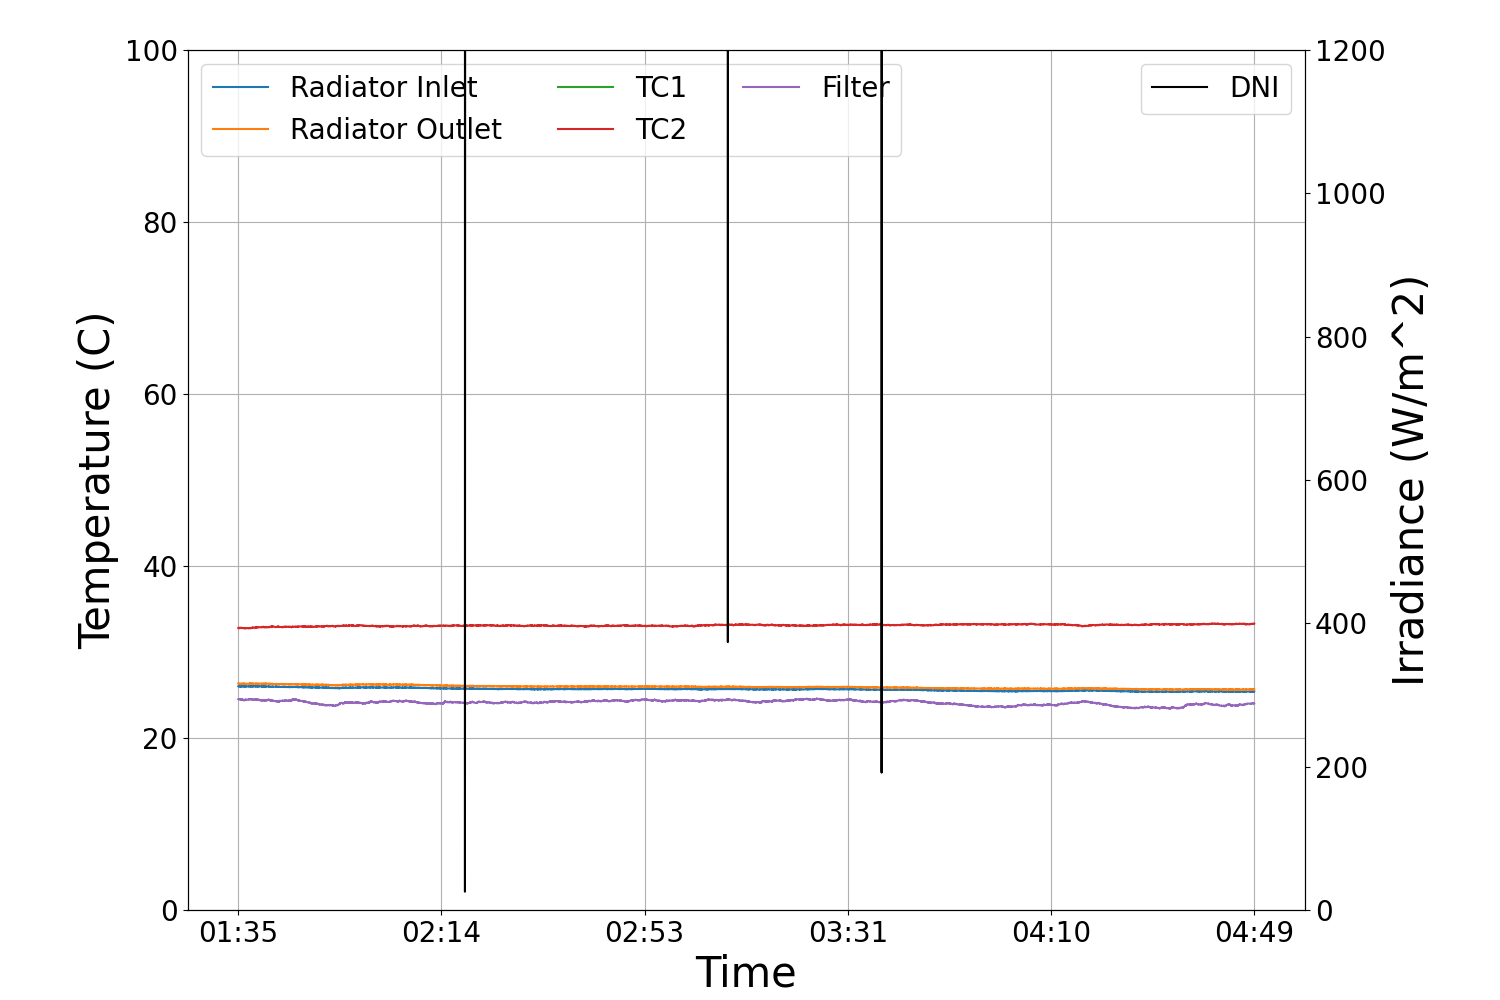 Radiator Inlet
Radiator Outlet
TC1
TC2
Filter
DNI
100
80
60
40
20
0
Temperature (C)
1200
1000
800
600
400
200
0
Irradiance (W/m^2)
01:35 02:14 02:53 03:31 04:10 04:49
Time